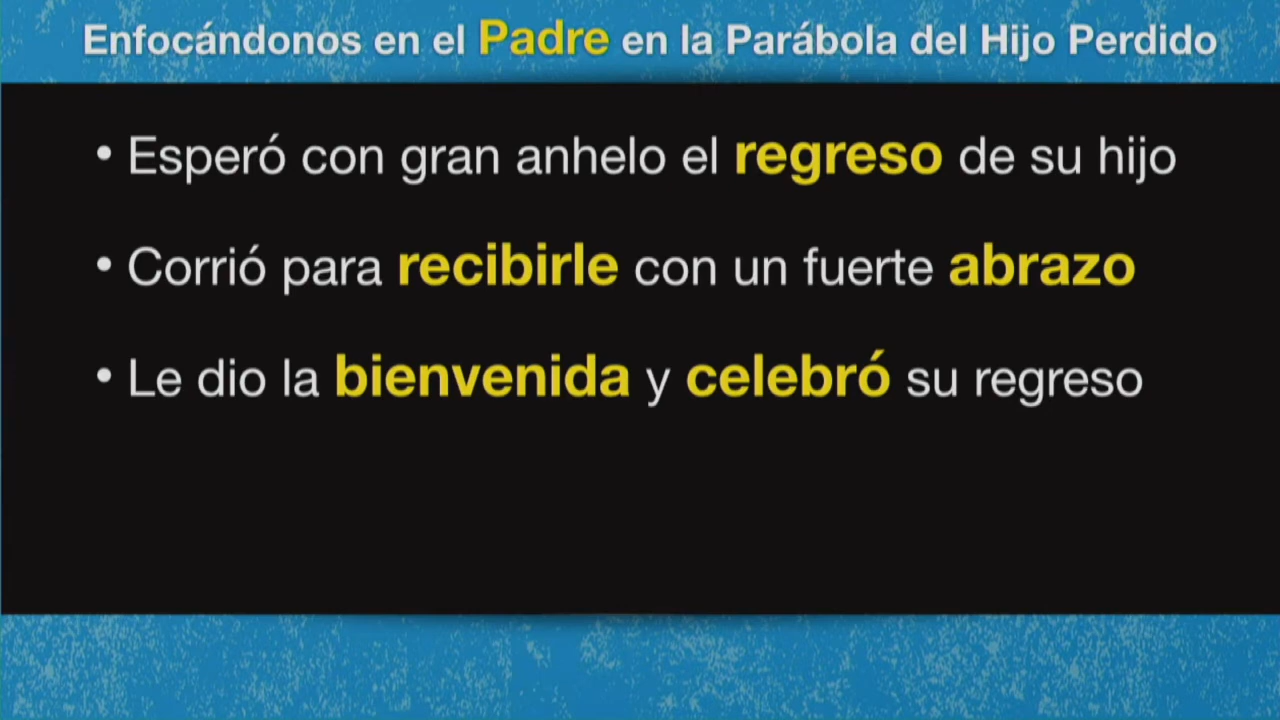 Enfocándonos en el Padre en la Parábola del Hijo Perdido
• Esperó con gran anhelo el regreso de su hijo
• Corrió para recibirle con un fuerte abrazo
• Le dio la bienvenida y celebró su regreso